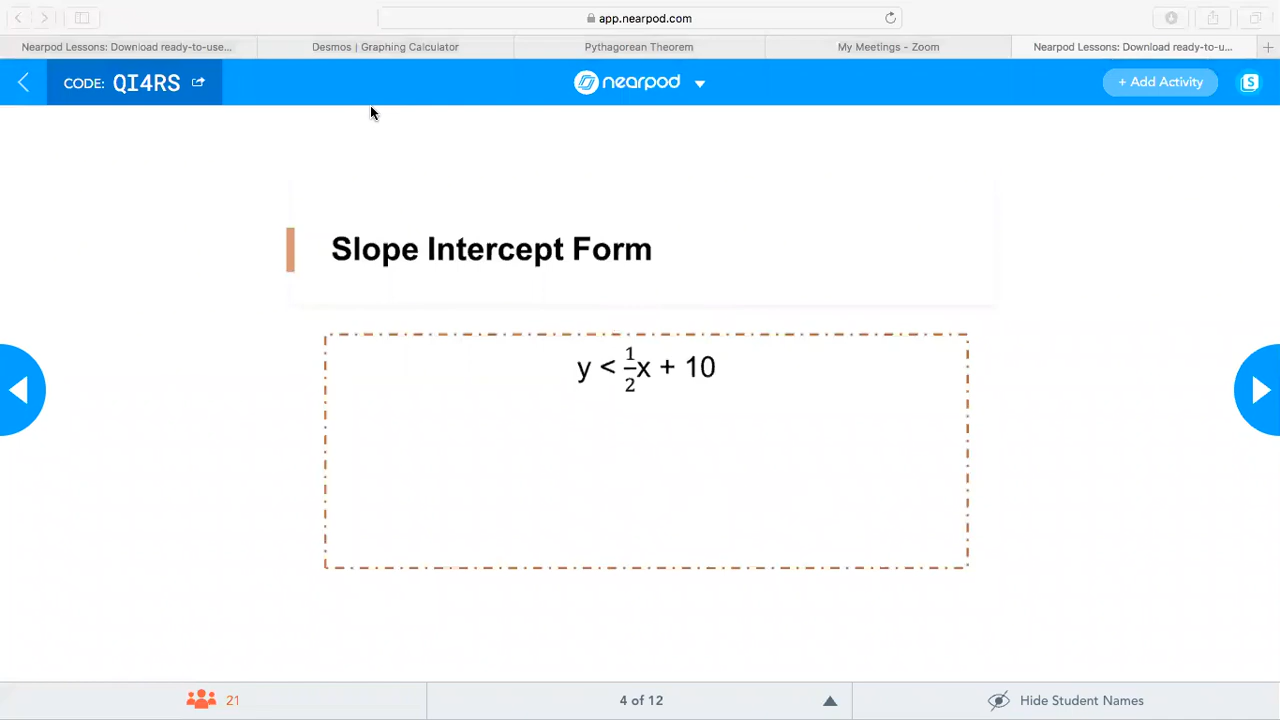 app.nearpod.com
Nearpod Lessons: Download ready-to-use...
Desmos | Graphing Calculator
Pythagorean Theorem
My Meetings - Zoom
Nearpod Lessons: Download ready-to-u...
CODE: QI4RS
nearpod
+ Add Activity
S
Slope Intercept Form
y < 1/2x + 10
21
4 of 12
Hide Student Names